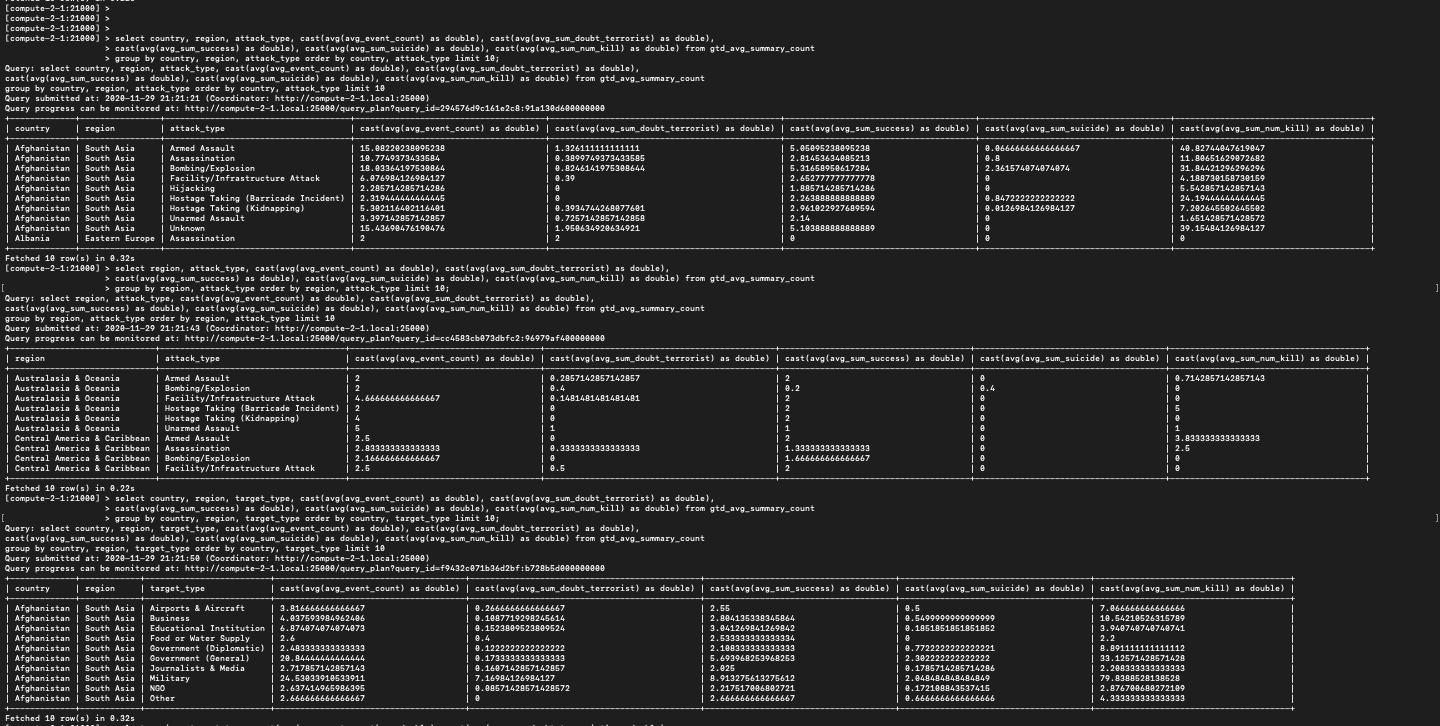 [compute-2-1:21000] >
[compute-2-1:21000] >
[compute-2-1:21000] >
[compute-2-1:21000] > select country, region, attack_type, cast(avg(avg_event_count) as double), cast(avg(avg_sum_doubt_terrorist) as double),
> cast(avg(avg_sum_success) as double), cast(avg(avg_sum_suicide) as double), cast(avg(avg_sum_num_kill) as double) from gtd_avg_summary_count
> group by country, region, attack_type order by country, attack_type limit 10;
Query: select country, region, attack_type, cast(avg(avg_event_count) as double), cast(avg(avg_sum_doubt_terrorist) as double),
cast(avg(avg_sum_success) as double), cast(avg(avg_sum_suicide) as double), cast(avg(avg_sum_num_kill) as double) from gtd_avg_summary_count
group by country, region, attack_type order by country, attack_type limit 10
Query submitted at: 2020-11-29 21:21:21 (Coordinator: http://compute-2-1.local:25000)
Query progress can be monitored at: http://compute-2-1.local:25000/query_plan?query_id=294576d9c161e2c8:91a130d600000000
| country | region | attack_type | cast(avg(avg_event_count) as double) | cast(avg(avg_sum_doubt_terrorist) as double) | cast(avg(avg_sum_success) as double) | cast(avg(avg_sum_suicide) as double) | cast(avg(avg_sum_num_kill) as double) |
| Afghanistan | South Asia | Armed Assault | 15.08220238095238 | 1.326111111111111 | 5.05095238095238 | 0.06666666666666667 | 40.82744047619047 |
| Afghanistan | South Asia | Assassination | 10.7749373433584 | 0.3899749373433585 | 2.81453634085213 | 0.8 | 11.80651629072682 |
| Afghanistan | South Asia | Bombing/Explosion | 18.03364197530864 | 0.8246141975308644 | 5.31658950617284 | 2.361574074074074 | 31.84421296296296 |
| Afghanistan | South Asia | Facility/Infrastructure Attack | 6.076984126984127 | 0.39 | 2.652777777777778 | 0 | 4.188730158730159 |
| Afghanistan | South Asia | Hijacking | 2.285714285714286 | 0 | 1.885714285714286 | 0 | 5.542857142857143 |
| Afghanistan | South Asia | Hostage Taking (Barricade Incident) | 2.319444444444445 | 0 | 2.263888888888889 | 0.8472222222222222 | 24.19444444444445 |
| Afghanistan | South Asia | Hostage Taking (Kidnapping) | 5.302116402116401 | 0.3934744268077601 | 2.961022927689594 | 0.0126984126984127 | 7.202645502645502 |
| Afghanistan | South Asia | Unarmed Assault | 3.397142857142857 | 0.7257142857142858 | 2.14 | 0 | 1.651428571428572 |
| Afghanistan | South Asia | Unknown | 15.43690476190476 | 1.950634920634921 | 5.103888888888889 | 0 | 39.15484126984127 |
| Albania | Eastern Europe | Assassination | 2 | 2 | 0 | 0 | 0 |
Fetched 10 row(s) in 0.32s
[compute-2-1:21000] > select region, attack_type, cast(avg(avg_event_count) as double), cast(avg(avg_sum_doubt_terrorist) as double),
> cast(avg(avg_sum_success) as double), cast(avg(avg_sum_suicide) as double), cast(avg(avg_sum_num_kill) as double) from gtd_avg_summary_count
[ > group by region, attack_type order by region, attack_type limit 10; ]
Query: select region, attack_type, cast(avg(avg_event_count) as double), cast(avg(avg_sum_doubt_terrorist) as double),
cast(avg(avg_sum_success) as double), cast(avg(avg_sum_suicide) as double), cast(avg(avg_sum_num_kill) as double) from gtd_avg_summary_count
group by region, attack_type order by region, attack_type limit 10
Query submitted at: 2020-11-29 21:21:43 (Coordinator: http://compute-2-1.local:25000)
Query progress can be monitored at: http://compute-2-1.local:25000/query_plan?query_id=cc4583cb073dbfc2:96979af400000000
| region | attack_type | cast(avg(avg_event_count) as double) | cast(avg(avg_sum_doubt_terrorist) as double) | cast(avg(avg_sum_success) as double) | cast(avg(avg_sum_suicide) as double) | cast(avg(avg_sum_num_kill) as double) |
| Australasia & Oceania | Armed Assault | 2 | 0.2857142857142857 | 2 | 0 | 0.7142857142857143 |
| Australasia & Oceania | Bombing/Explosion | 2 | 0.4 | 0.2 | 0.4 | 0 |
| Australasia & Oceania | Facility/Infrastructure Attack | 4.666666666666667 | 0.1481481481481481 | 2 | 0 | 0 |
| Australasia & Oceania | Hostage Taking (Barricade Incident) | 2 | 0 | 2 | 0 | 5 |
| Australasia & Oceania | Hostage Taking (Kidnapping) | 4 | 0 | 2 | 0 | 0 |
| Australasia & Oceania | Unarmed Assault | 5 | 1 | 1 | 0 | 1 |
| Central America & Caribbean | Armed Assault | 2.5 | 0 | 2 | 0 | 3.833333333333333 |
| Central America & Caribbean | Assassination | 2.833333333333333 | 0.3333333333333333 | 1.333333333333333 | 0 | 2.5 |
| Central America & Caribbean | Bombing/Explosion | 2.166666666666667 | 0 | 1.666666666666667 | 0 | 0 |
| Central America & Caribbean | Facility/Infrastructure Attack | 2.5 | 0.5 | 2 | 0 | 0 |
Fetched 10 row(s) in 0.22s
[compute-2-1:21000] > select country, region, target_type, cast(avg(avg_event_count) as double), cast(avg(avg_sum_doubt_terrorist) as double),
> cast(avg(avg_sum_success) as double), cast(avg(avg_sum_suicide) as double), cast(avg(avg_sum_num_kill) as double) from gtd_avg_summary_count
[ > group by country, region, target_type order by country, target_type limit 10; ]
Query: select country, region, target_type, cast(avg(avg_event_count) as double), cast(avg(avg_sum_doubt_terrorist) as double),
cast(avg(avg_sum_success) as double), cast(avg(avg_sum_suicide) as double), cast(avg(avg_sum_num_kill) as double) from gtd_avg_summary_count
group by country, region, target_type order by country, target_type limit 10
Query submitted at: 2020-11-29 21:21:50 (Coordinator: http://compute-2-1.local:25000)
Query progress can be monitored at: http://compute-2-1.local:25000/query_plan?query_id=f9432c071b36d2bf:b728b5d000000000
| country | region | target_type | cast(avg(avg_event_count) as double) | cast(avg(avg_sum_doubt_terrorist) as double) | cast(avg(avg_sum_success) as double) | cast(avg(avg_sum_suicide) as double) | cast(avg(avg_sum_num_kill) as double) |
| Afghanistan | South Asia | Airports & Aircraft | 3.816666666666667 | 0.2666666666666667 | 2.55 | 0.5 | 7.066666666666666 |
| Afghanistan | South Asia | Business | 4.037593984962406 | 0.1087719298245614 | 2.804135338345864 | 0.5499999999999999 | 10.54210526315789 |
| Afghanistan | South Asia | Educational Institution | 6.874074074074073 | 0.1523809523809524 | 3.041269841269842 | 0.1851851851851852 | 3.940740740740741 |
| Afghanistan | South Asia | Food or Water Supply | 2.6 | 0.4 | 2.533333333333334 | 0 | 2.2 |
| Afghanistan | South Asia | Government (Diplomatic) | 2.483333333333333 | 0.1222222222222222 | 2.108333333333333 | 0.7722222222222221 | 8.891111111111112 |
| Afghanistan | South Asia | Government (General) | 20.84444444444444 | 0.1733333333333333 | 5.693968253968253 | 2.302222222222222 | 33.12571428571428 |
| Afghanistan | South Asia | Journalists & Media | 2.717857142857143 | 0.1607142857142857 | 2.025 | 0.1785714285714286 | 2.208333333333333 |
| Afghanistan | South Asia | Military | 24.53033910533911 | 7.16984126984127 | 8.913275613275612 | 2.048484848484849 | 79.8388528138528 |
| Afghanistan | South Asia | NGO | 2.637414965986395 | 0.08571428571428572 | 2.217517006802721 | 0.172108843537415 | 2.876700680272109 |
| Afghanistan | South Asia | Other | 2.666666666666667 | 0 | 2.666666666666667 | 0.6666666666666666 | 4.333333333333333 |
Fetched 10 row(s) in 0.32s